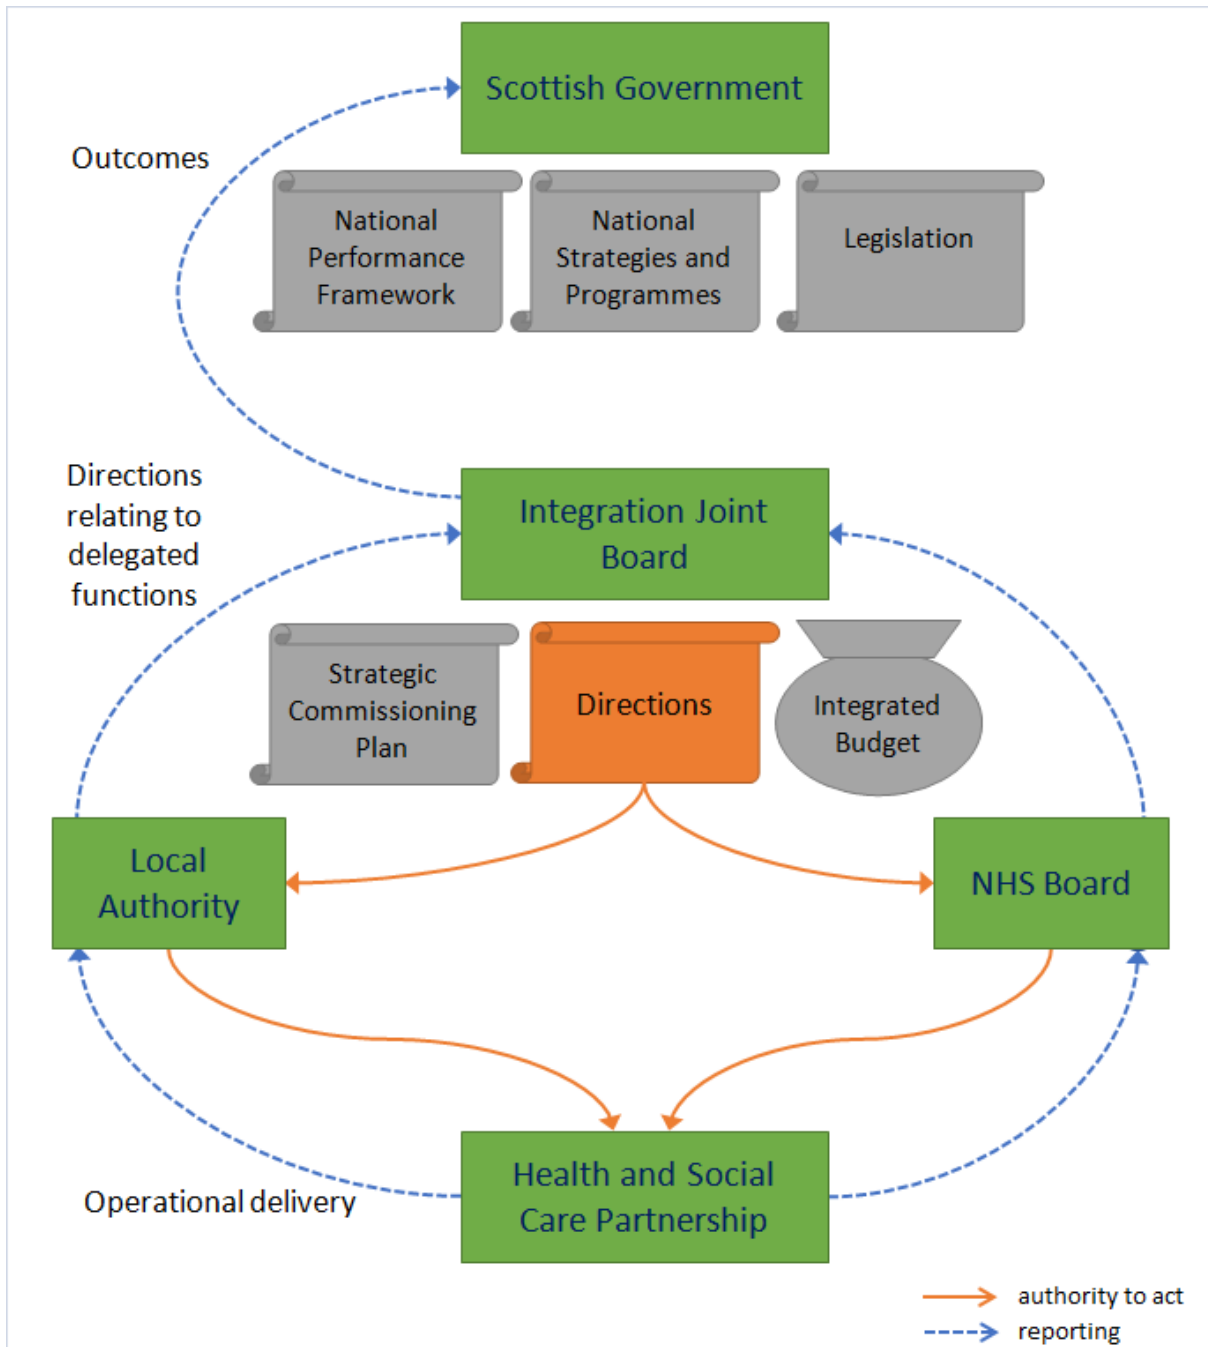 Scottish Government
Outcomes
National
Performance
Framework
National
Strategies and
Programmes
Legislation
Directions
relating to
delegated
functions
Integration Joint
Board
Strategic
Commissioning
Plan
Directions
Integrated
Budget
Local
Authority
NHS Board
Health and Social
Care Partnership
Operational delivery
authority to act
reporting